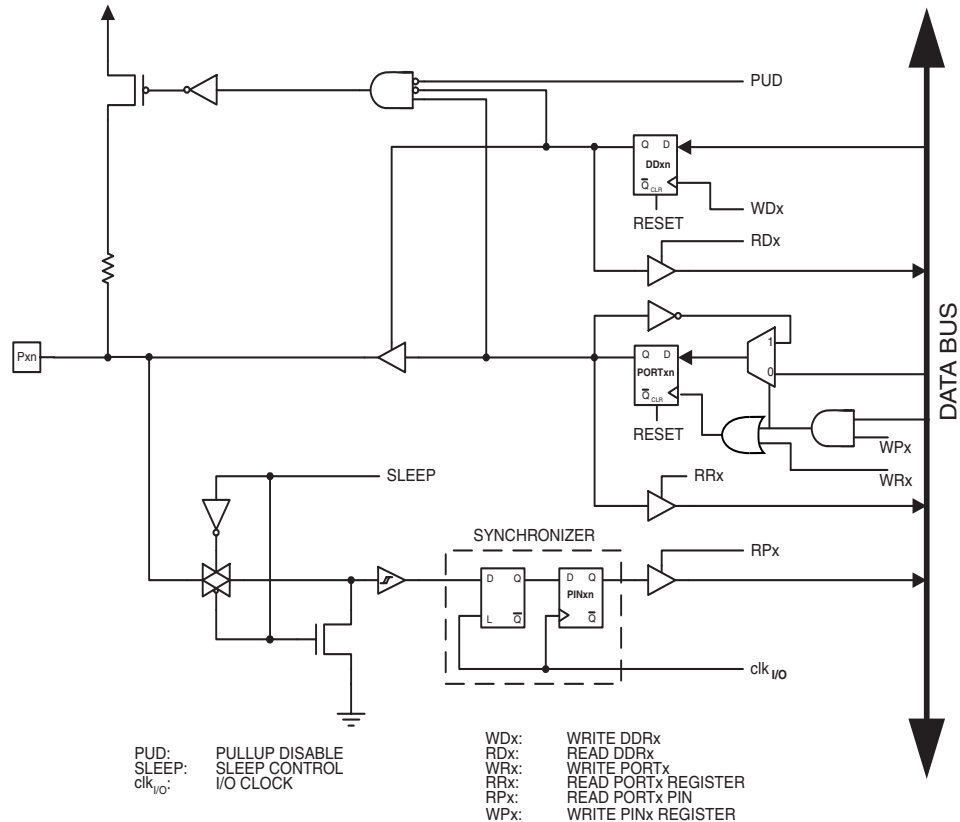 PUD
Q D
DDxn
Q CLR
WDx
RESET
RDx
1
Pxn
Q D
PORTxn
0
Q CLR
RESET
WPx
WRx
DATA BUS
SLEEP
RRx
SYNCHRONIZER
RPx
D Q
D Q
PINxn
L Q
Q
clk I/O
PUD: PULLUP DISABLE
SLEEP: SLEEP CONTROL
clkI/O: I/O CLOCK
WDx: WRITE DDRx
RDx: READ DDRx
WRx: WRITE PORTx
RRx: READ PORTx REGISTER
RPx: READ PORTx PIN
WPx: WRITE PINx REGISTER